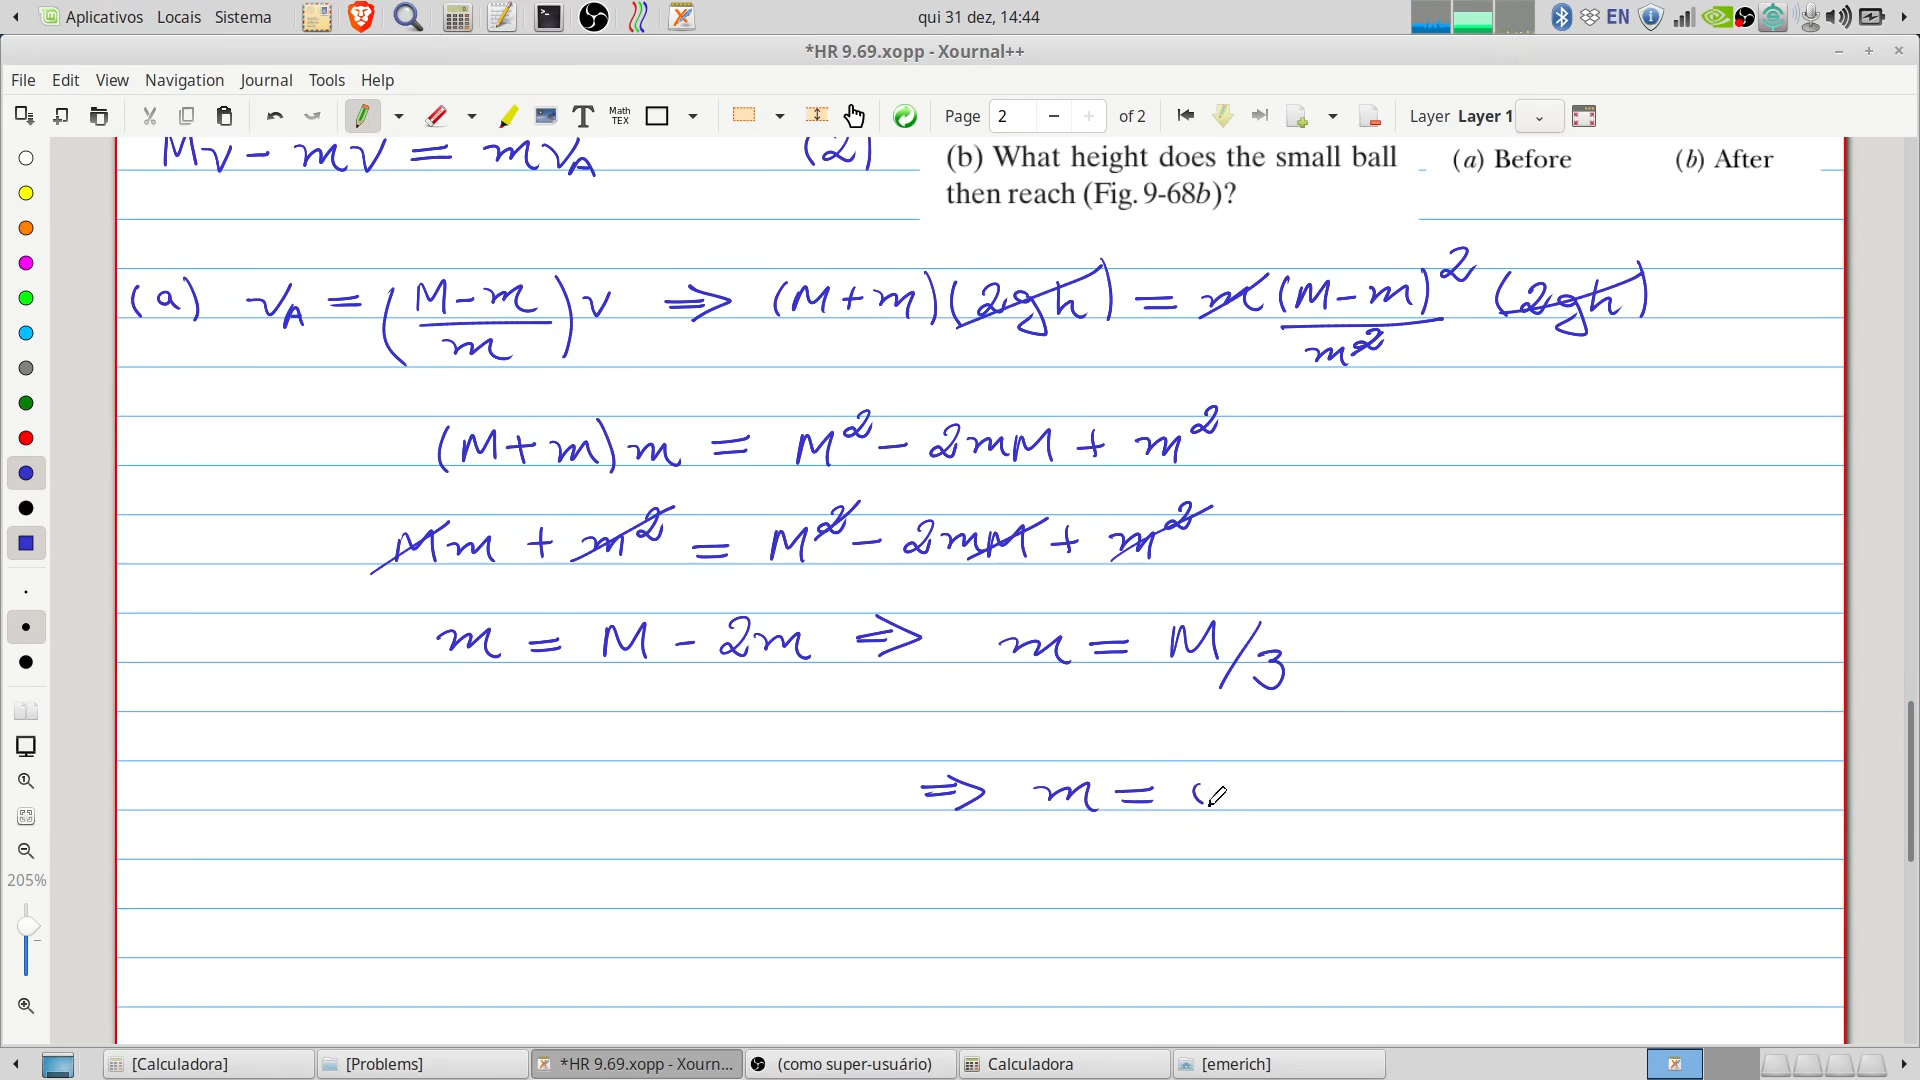 Aplicativos Locais Sistema qui 31 dez, 14:44 EN
*HR 9.69.xopp - Xournal++
File Edit View Navigation Journal Tools Help
Math TEX Page 2 of 2 Layer Layer 1
Mv - mv = mv_A (2)
(b) What height does the small ball
then reach (Fig. 9-68b)?
(a) Before (b) After
(a) v_A = ((M - m)/m) v ⇒ (M + m)(2gh) = m (M - m)²/m² (2gh)
(M + m) m = M² - 2mM + m²
Mm + m² = M² - 2mM + m²
m = M - 2m ⇒ m = M/3
⇒ m =
205%
[Calculadora] [Problems] *HR 9.69.xopp - Xourn... (como super-usuário) Calculadora [emerich]